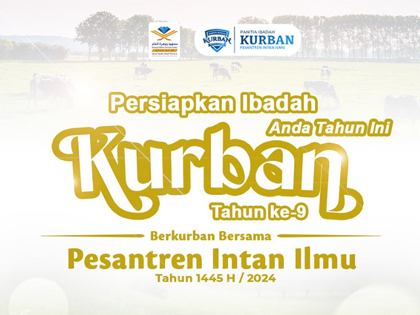 KURBAN
PANITIA IBADAH
KURBAN
PESANTREN INTAN ILMU
Persiapkan Ibadah
Anda Tahun Ini
Kurban
Tahun ke-9
Berkurban Bersama
Pesantren Intan Ilmu
Tahun 1445 H / 2024